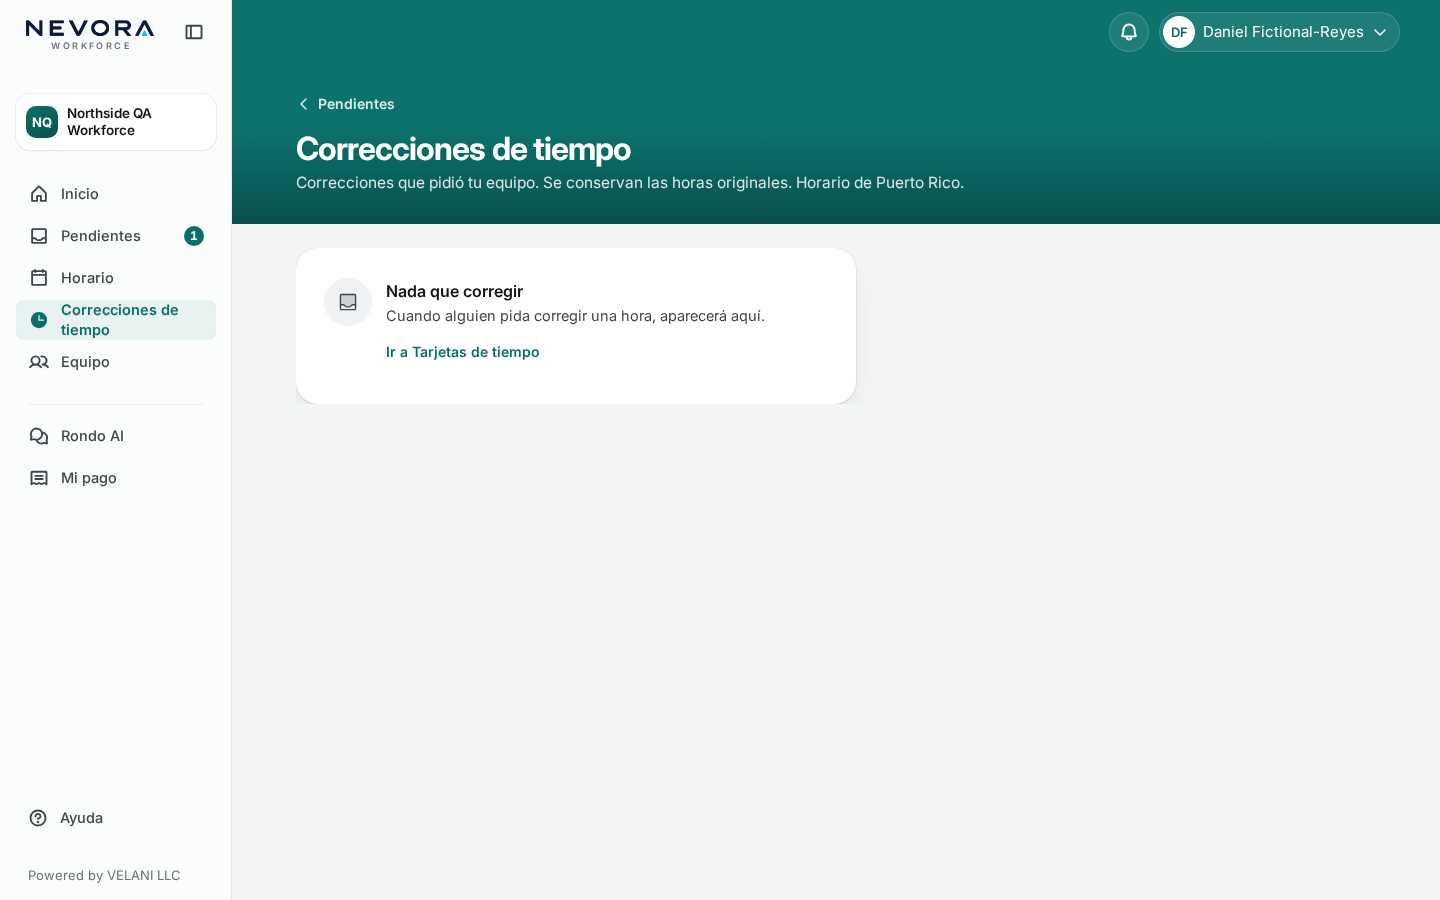 NEVORA
WORKFORCE
NQ
Northside QA
Workforce
Inicio
Pendientes
1
Horario
Correcciones de
tiempo
Equipo
Rondo AI
Mi pago
Ayuda
Powered by VELANI LLC
DF
Daniel Fictional-Reyes
Pendientes
Correcciones de tiempo
Correcciones que pidió tu equipo. Se conservan las horas originales. Horario de Puerto Rico.
Nada que corregir
Cuando alguien pida corregir una hora, aparecerá aquí.
Ir a Tarjetas de tiempo